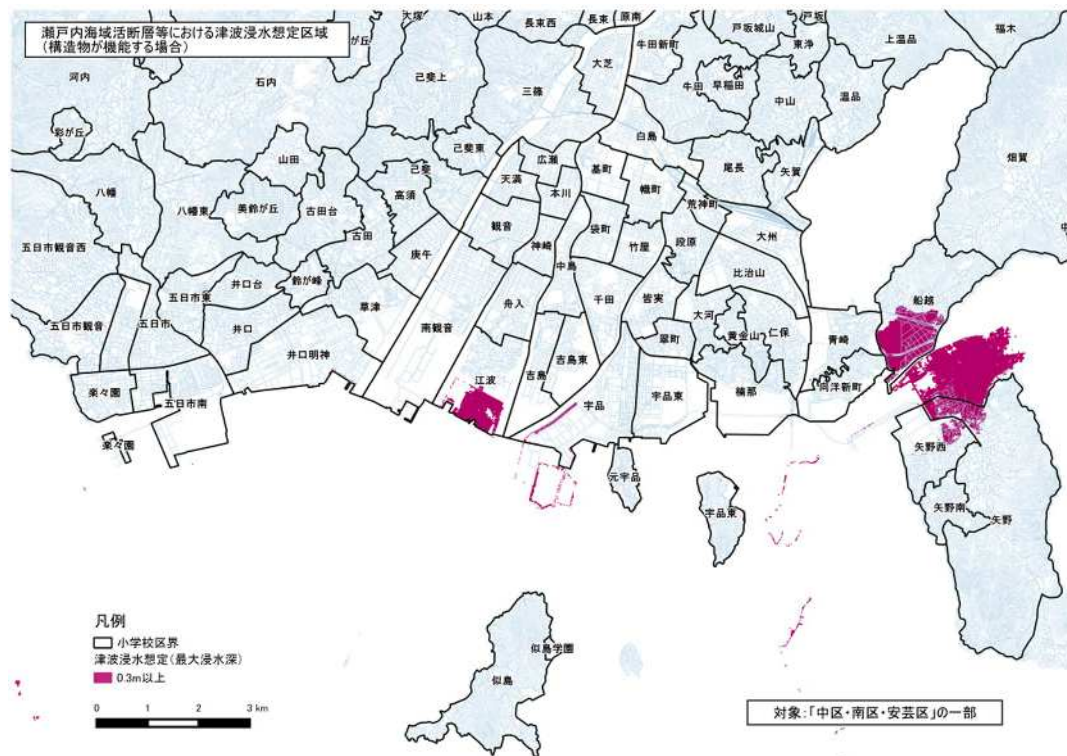 瀬戸内海域活断層等における津波浸水想定区域
(構造物が機能する場合)
大塚
山本
長束西
長束
原南
戸坂城山
戸坂
上温品
福木
が丘
牛田新町
東浄
河内
石内
己斐上
三篠
大芝
牛田
早稲田
中山
温品
彩が丘
白島
畑賀
山田
己斐東
己斐
広瀬
基町
尾長
矢賀
八幡
八幡東
美鈴が丘
古田台
高須
天満
本川
幟町
荒神町
五日市観音西
古田
観音
神崎
袋町
竹屋
段原
大州
庚午
中島
比治山
五日市東
井口台
鈴が峰
草津
舟入
千田
皆実
船越
五日市観音
五日市
井口
南観音
大河
黄金山
仁保
青崎
井口明神
吉島東
翠町
楽々園
五日市南
江波
吉島
宇品
宇品東
楠那
向洋新町
楽々園
元宇品
矢野西
宇品東
矢野南
矢野
凡例
小学校区界
津波浸水想定(最大浸水深)
0.3m以上
0 1 2 3 km
似島学園
似島
対象:「中区・南区・安芸区」の一部